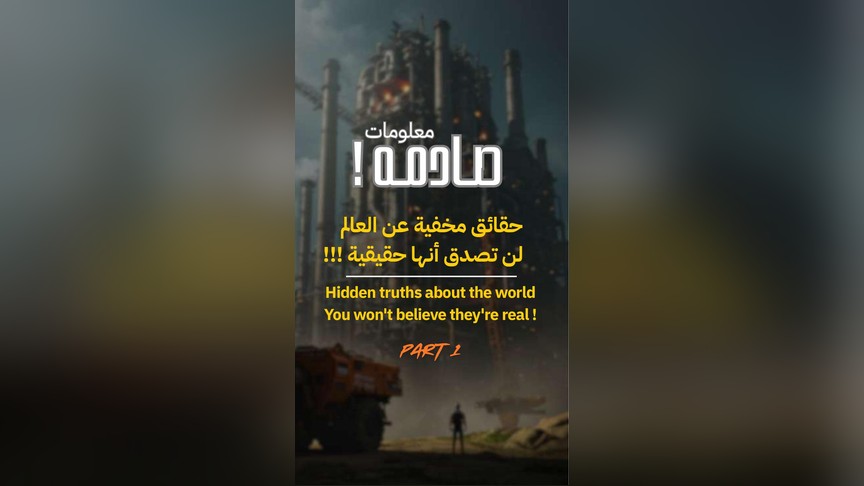 معلومات
صادمه !
حقائق مخفية عن العالم
لن تصدق أنها حقيقية !!!
Hidden truths about the world
You won't believe they're real !
PART 1